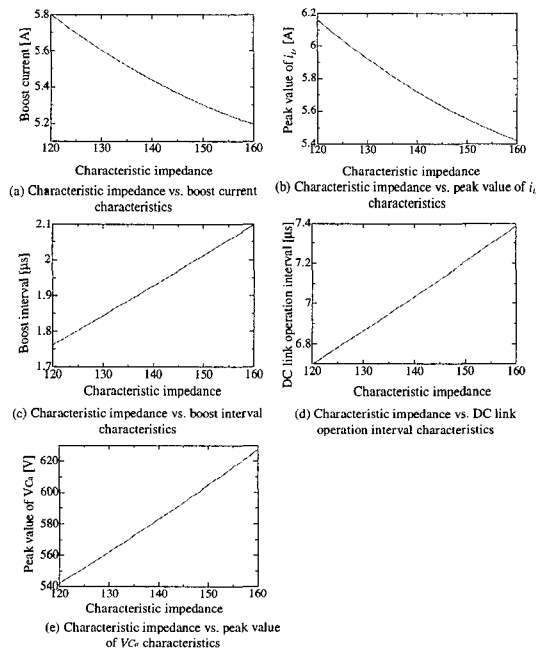 5.8
5.6
5.4
5.2
Boost current [A]
120 130 140 150 160
Characteristic impedance
(a) Characteristic impedance vs. boost current
characteristics
6.2
6
5.8
5.6
5.4
Peak value of iL [A]
120 130 140 150 160
Characteristic impedance
(b) Characteristic impedance vs. peak value of iL
characteristics
2.1
2
1.9
1.8
1.7
Boost interval [μs]
120 130 140 150 160
Characteristic impedance
(c) Characteristic impedance vs. boost interval
characteristics
7.4
7.2
7
6.8
DC link operation interval [μs]
120 130 140 150 160
Characteristic impedance
(d) Characteristic impedance vs. DC link
operation interval characteristics
620
600
580
560
540
Peak value of VCa [V]
120 130 140 150 160
Characteristic impedance
(e) Characteristic impedance vs. peak value
of VCa characteristics